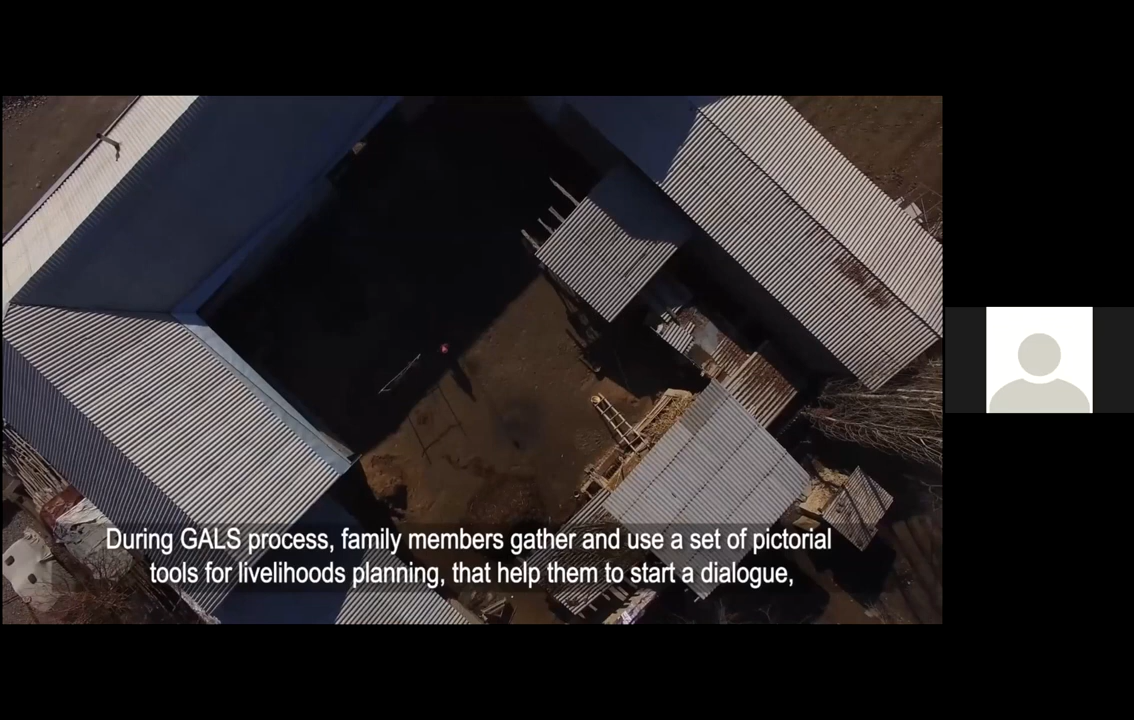 During GALS process, family members gather and use a set of pictorial
tools for livelihoods planning, that help them to start a dialogue,